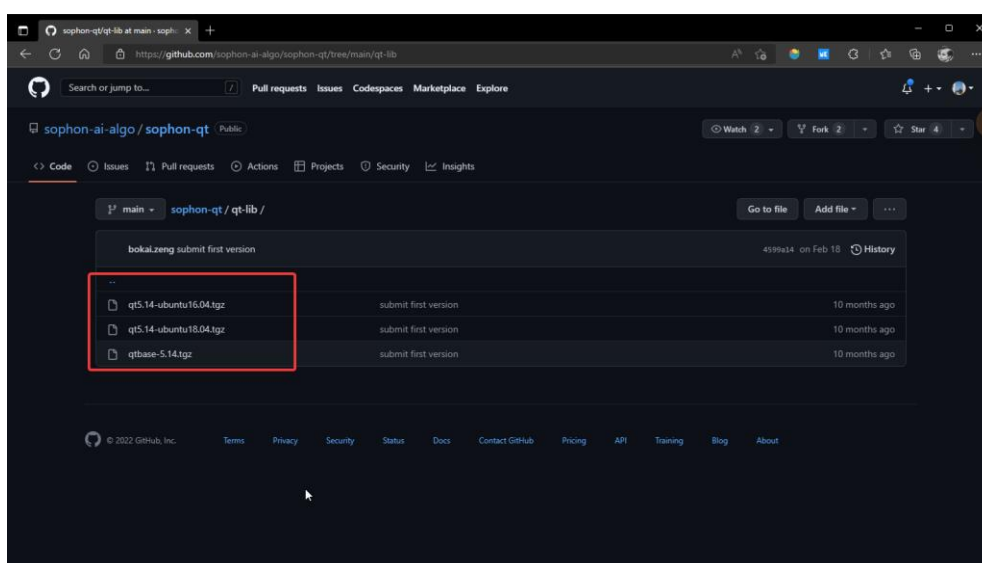 sophon-qt/qt-lib at main · soph
https://github.com/sophon-ai-algo/sophon-qt/tree/main/qt-lib
Search or jump to... / Pull requests Issues Codespaces Marketplace Explore
sophon-ai-algo / sophon-qt Public Watch 2 Fork 2 Star 4
<> Code Issues Pull requests Actions Projects Security Insights
main sophon-qt / qt-lib / Go to file Add file ...
bokai.zeng submit first version 4599a14 on Feb 18 History
..
qt5.14-ubuntu16.04.tgz submit first version 10 months ago
qt5.14-ubuntu18.04.tgz submit first version 10 months ago
qtbase-5.14.tgz submit first version 10 months ago
© 2022 GitHub, Inc. Terms Privacy Security Status Docs Contact GitHub Pricing API Training Blog About